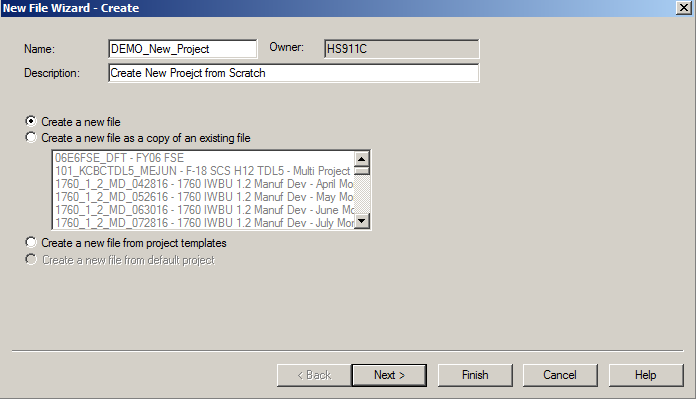 New File Wizard - Create
Name: DEMO_New_Project Owner: HS911C
Description: Create New Proejct from Scratch
Create a new file
Create a new file as a copy of an existing file
06E6FSE_DFT - FY06 FSE
101_KCBCTDL5_MEJUN - F-18 SCS H12 TDL5 - Multi Project
1760_1_2_MD_042816 - 1760 IWBU 1.2 Manuf Dev - April Mo
1760_1_2_MD_052616 - 1760 IWBU 1.2 Manuf Dev - May Mo
1760_1_2_MD_063016 - 1760 IWBU 1.2 Manuf Dev - June Mo
1760_1_2_MD_072816 - 1760 IWBU 1.2 Manuf Dev - July Mor
Create a new file from project templates
Create a new file from default project
< Back Next > Finish Cancel Help